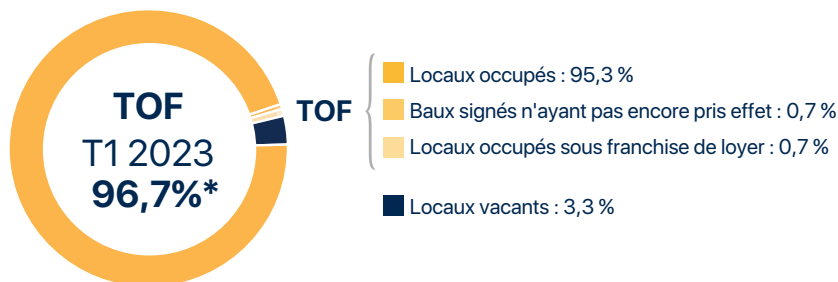 TOF
T1 2023
96,7%*
TOF
Locaux occupés : 95,3 %
Baux signés n'ayant pas encore pris effet : 0,7 %
Locaux occupés sous franchise de loyer : 0,7 %
Locaux vacants : 3,3 %